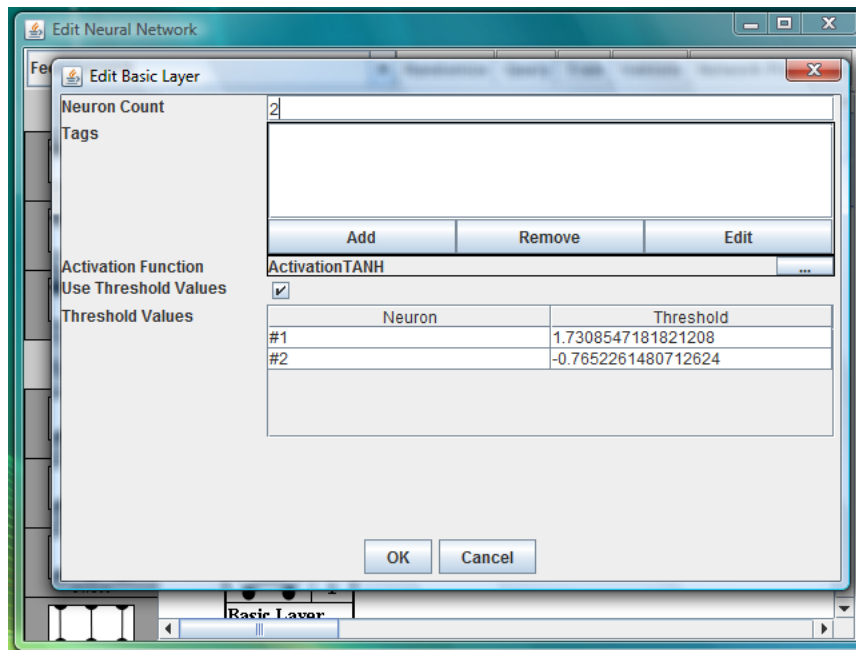 Edit Neural Network
Edit Basic Layer
Neuron Count
2
Tags
Add Remove Edit
Activation Function ActivationTANH ...
Use Threshold Values
Threshold Values
Neuron Threshold
#1 1.7308547181821208
#2 -0.7652261480712624
OK Cancel
Basic Layer